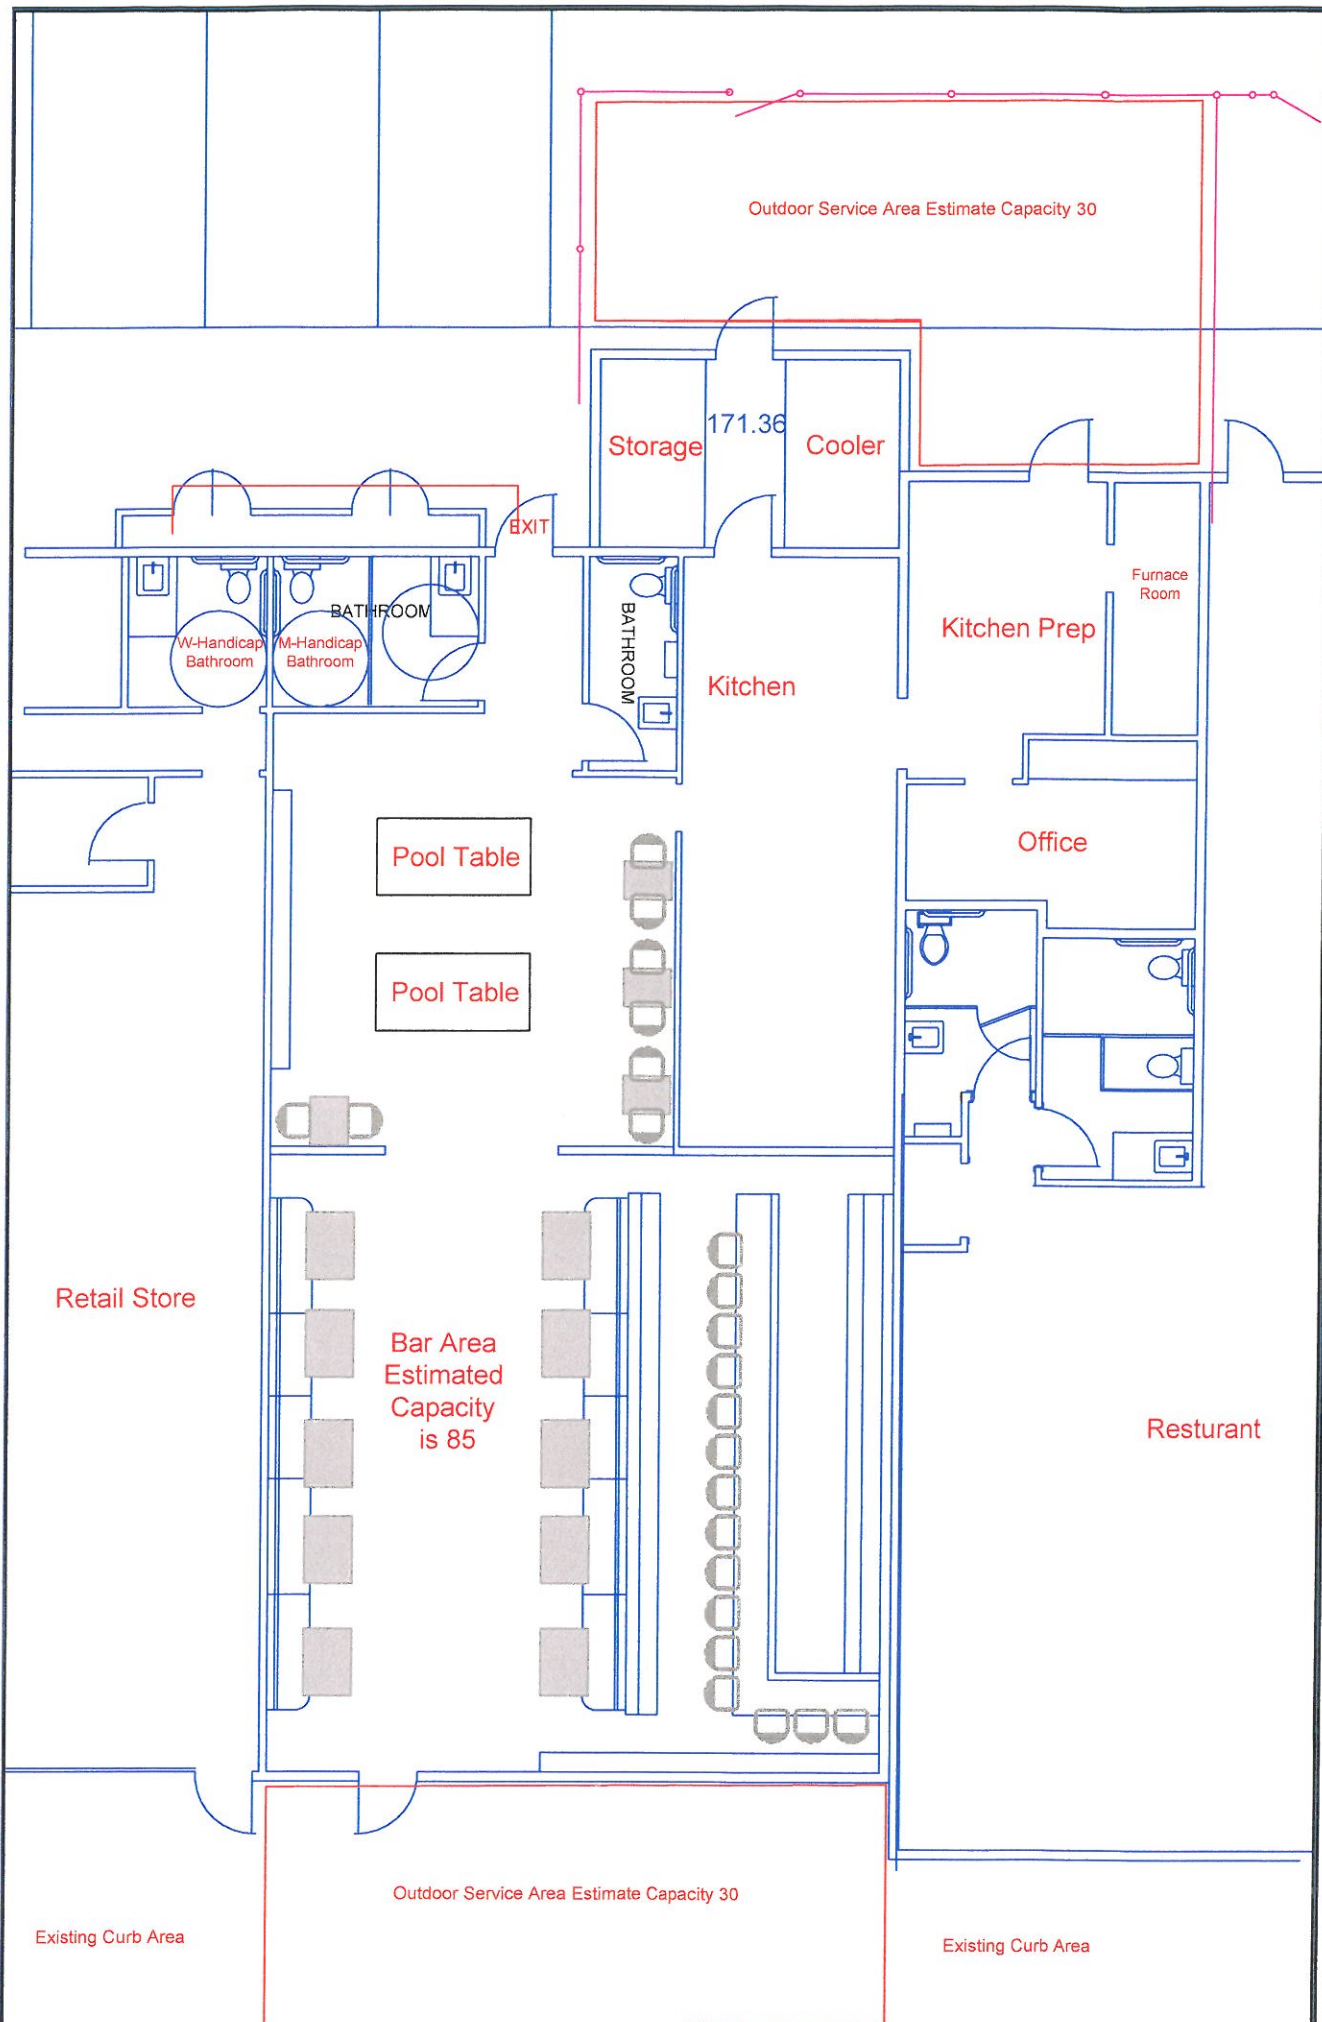 Outdoor Service Area Estimate Capacity 30
171.36
Storage
Cooler
EXIT
Furnace
Room
BATHROOM
BATHROOM
Kitchen Prep
W-Handicap
Bathroom
M-Handicap
Bathroom
Kitchen
Office
Pool Table
Pool Table
Retail Store
Bar Area
Estimated
Capacity
is 85
Resturant
Outdoor Service Area Estimate Capacity 30
Existing Curb Area
Existing Curb Area